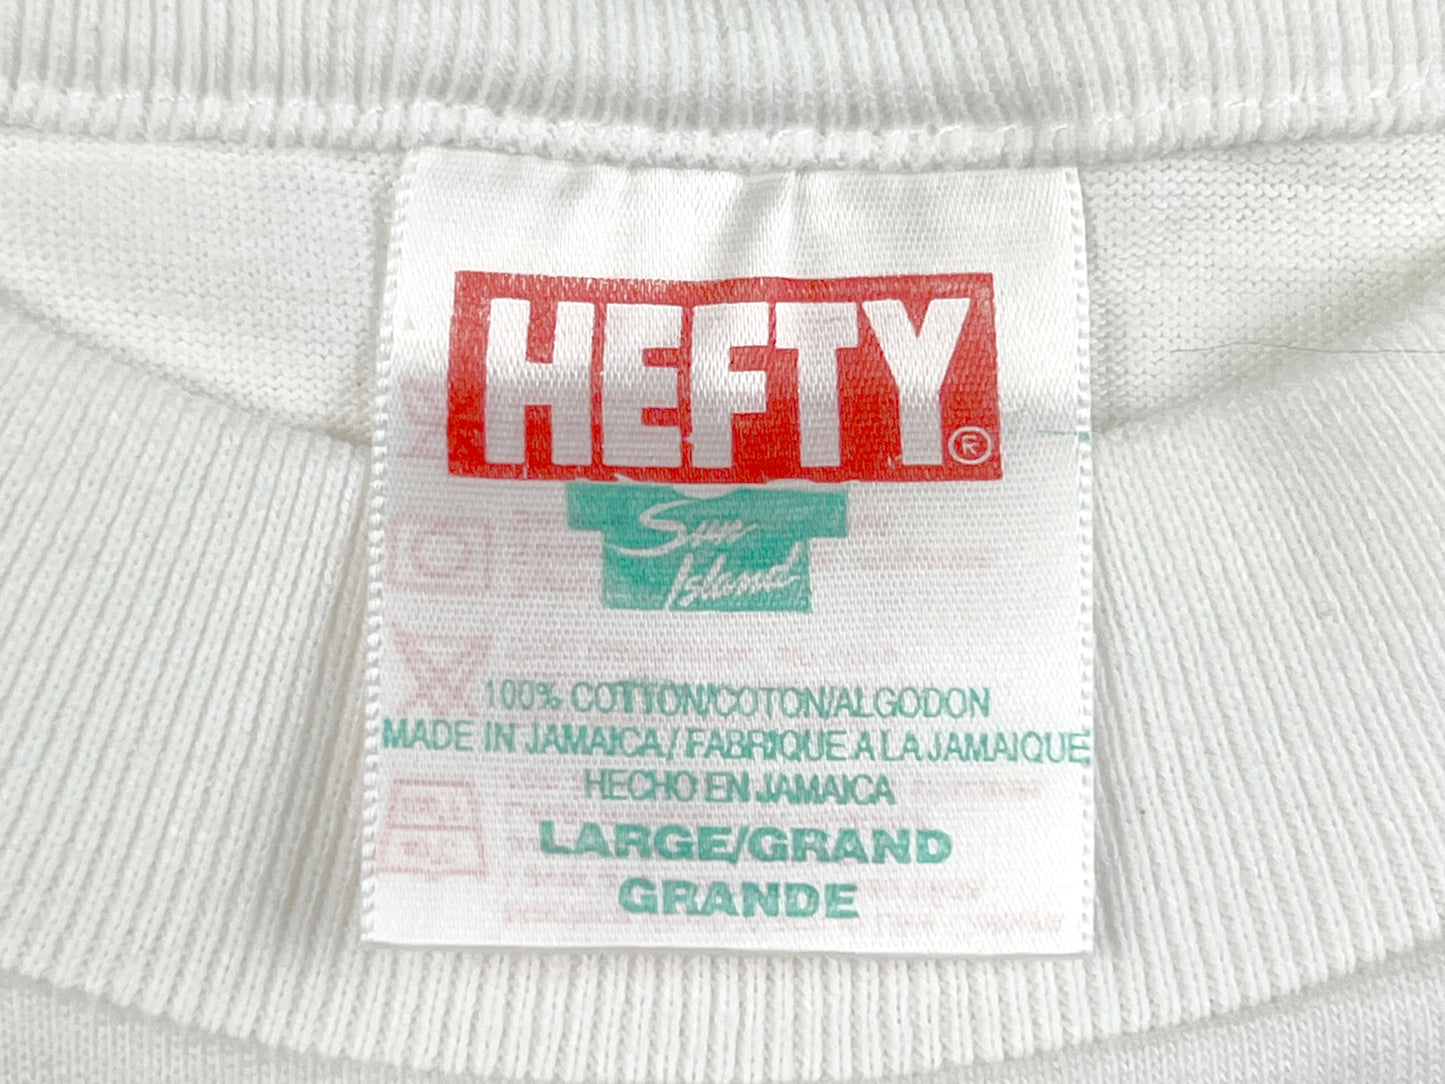 HEFTY
®
Sun
Island
100% COTTON/COTON/ALGODON
MADE IN JAMAICA / FABRIQUE A LA JAMAIQUE
HECHO EN JAMAICA
LARGE/GRAND
GRANDE